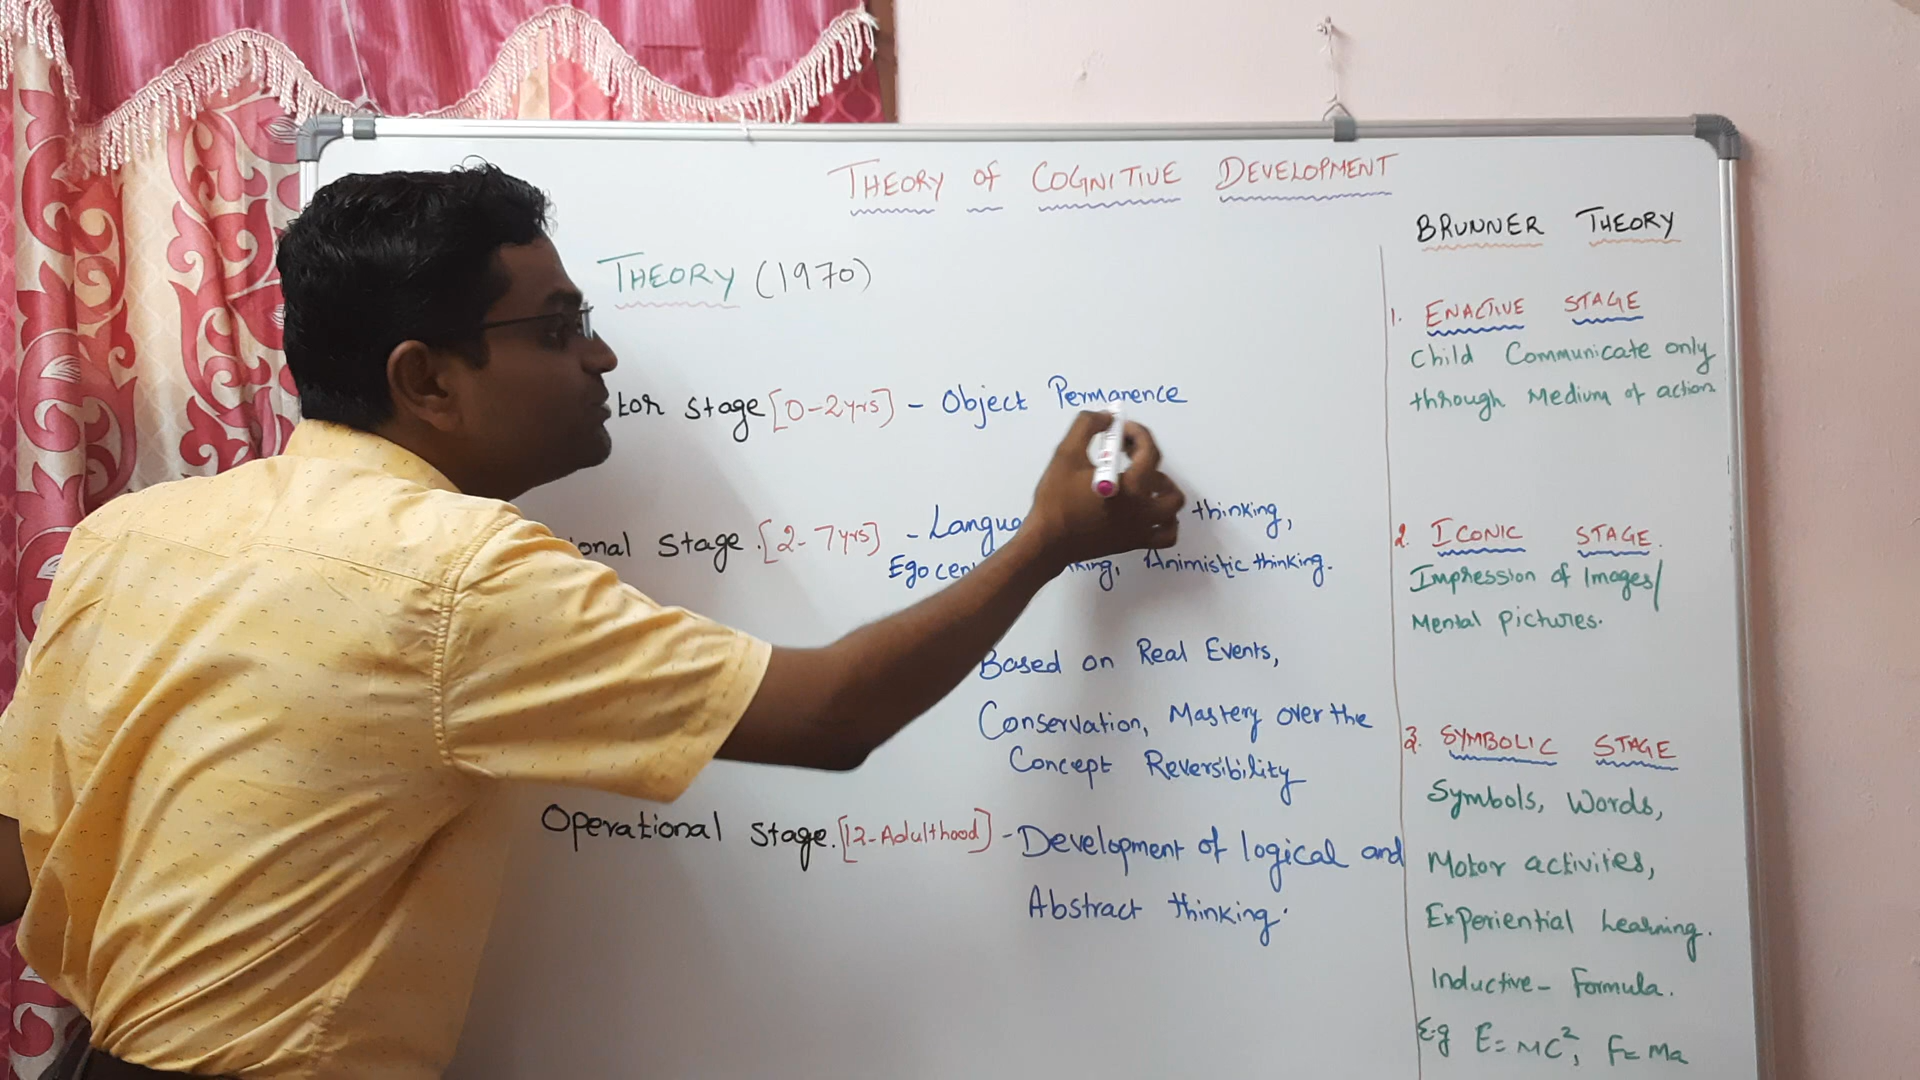 THEORY OF COGNITIVE DEVELOPMENT
THEORY (1970)
tor stage [0-2yrs] - Object Permanence
onal Stage. [2-7yrs] - Langua thinking,
Egocen king, Animistic thinking.
Based on Real Events,
Conservation, Mastery over the
Concept Reversibility
Operational Stage. [12-Adulthood] - Development of logical and
Abstract thinking.
BRUNNER THEORY
1. ENACTIVE STAGE
Child Communicate only
through Medium of action
2. ICONIC STAGE.
Impression of Images/
Mental pictures.
3. SYMBOLIC STAGE
Symbols, Words,
Motor activities,
Experiential Learning.
Inductive - Formula.
E.g E=MC², F=Ma